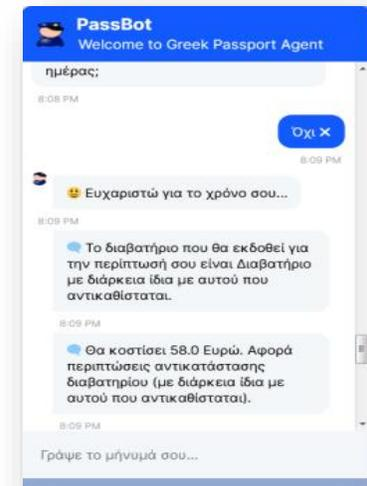 PassBot
Welcome to Greek Passport Agent
ημέρας;
8:08 PM
Όχι ✕
8:09 PM
😃 Ευχαριστώ για το χρόνο σου...
8:09 PM
🗨 Το διαβατήριο που θα εκδοθεί για
την περίπτωσή σου είναι Διαβατήριο
με διάρκεια ίδια με αυτού που
αντικαθίσταται.
8:09 PM
🗨 Θα κοστίσει 58.0 Ευρώ. Αφορά
περιπτώσεις αντικατάστασης
διαβατηρίου (με διάρκεια ίδια με
αυτού που αντικαθίσταται).
8:09 PM
Γράψε το μήνυμά σου...